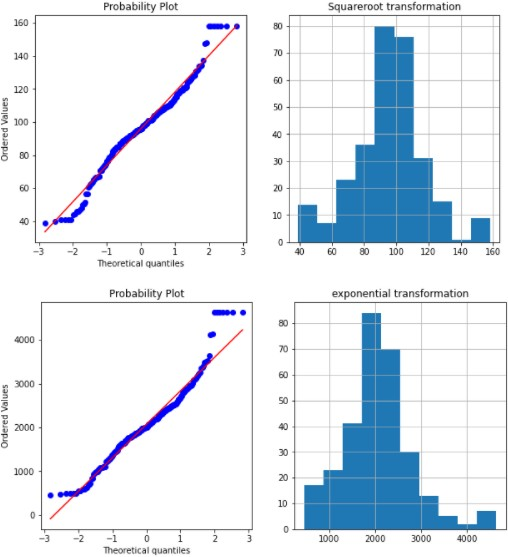 Probability Plot
Squareroot transformation
160
140
120
100
80
60
40
Ordered Values
−3 −2 −1 0 1 2 3
Theoretical quantiles
80
70
60
50
40
30
20
10
0
40 60 80 100 120 140 160
Probability Plot
exponential transformation
4000
3000
2000
1000
0
Ordered Values
−3 −2 −1 0 1 2 3
Theoretical quantiles
80
70
60
50
40
30
20
10
0
1000 2000 3000 4000